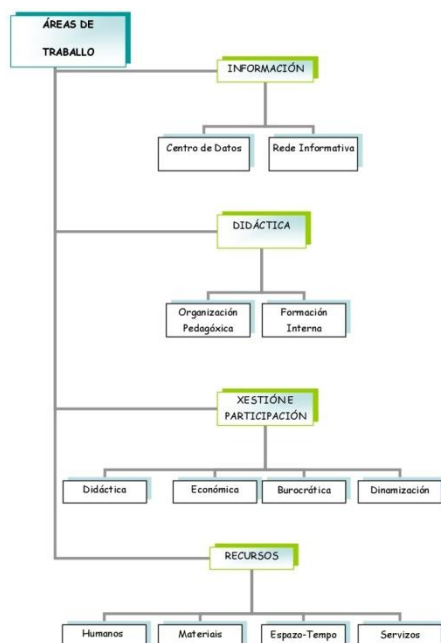 ÁREAS DE
TRABALLO
INFORMACIÓN
Centro de Datos
Rede Informativa
DIDÁCTICA
Organización
Pedagóxica
Formación
Interna
XESTIÓN E
PARTICIPACIÓN
Didáctica
Económica
Burocrática
Dinamización
RECURSOS
Humanos
Materiais
Espazo-Tempo
Servizos